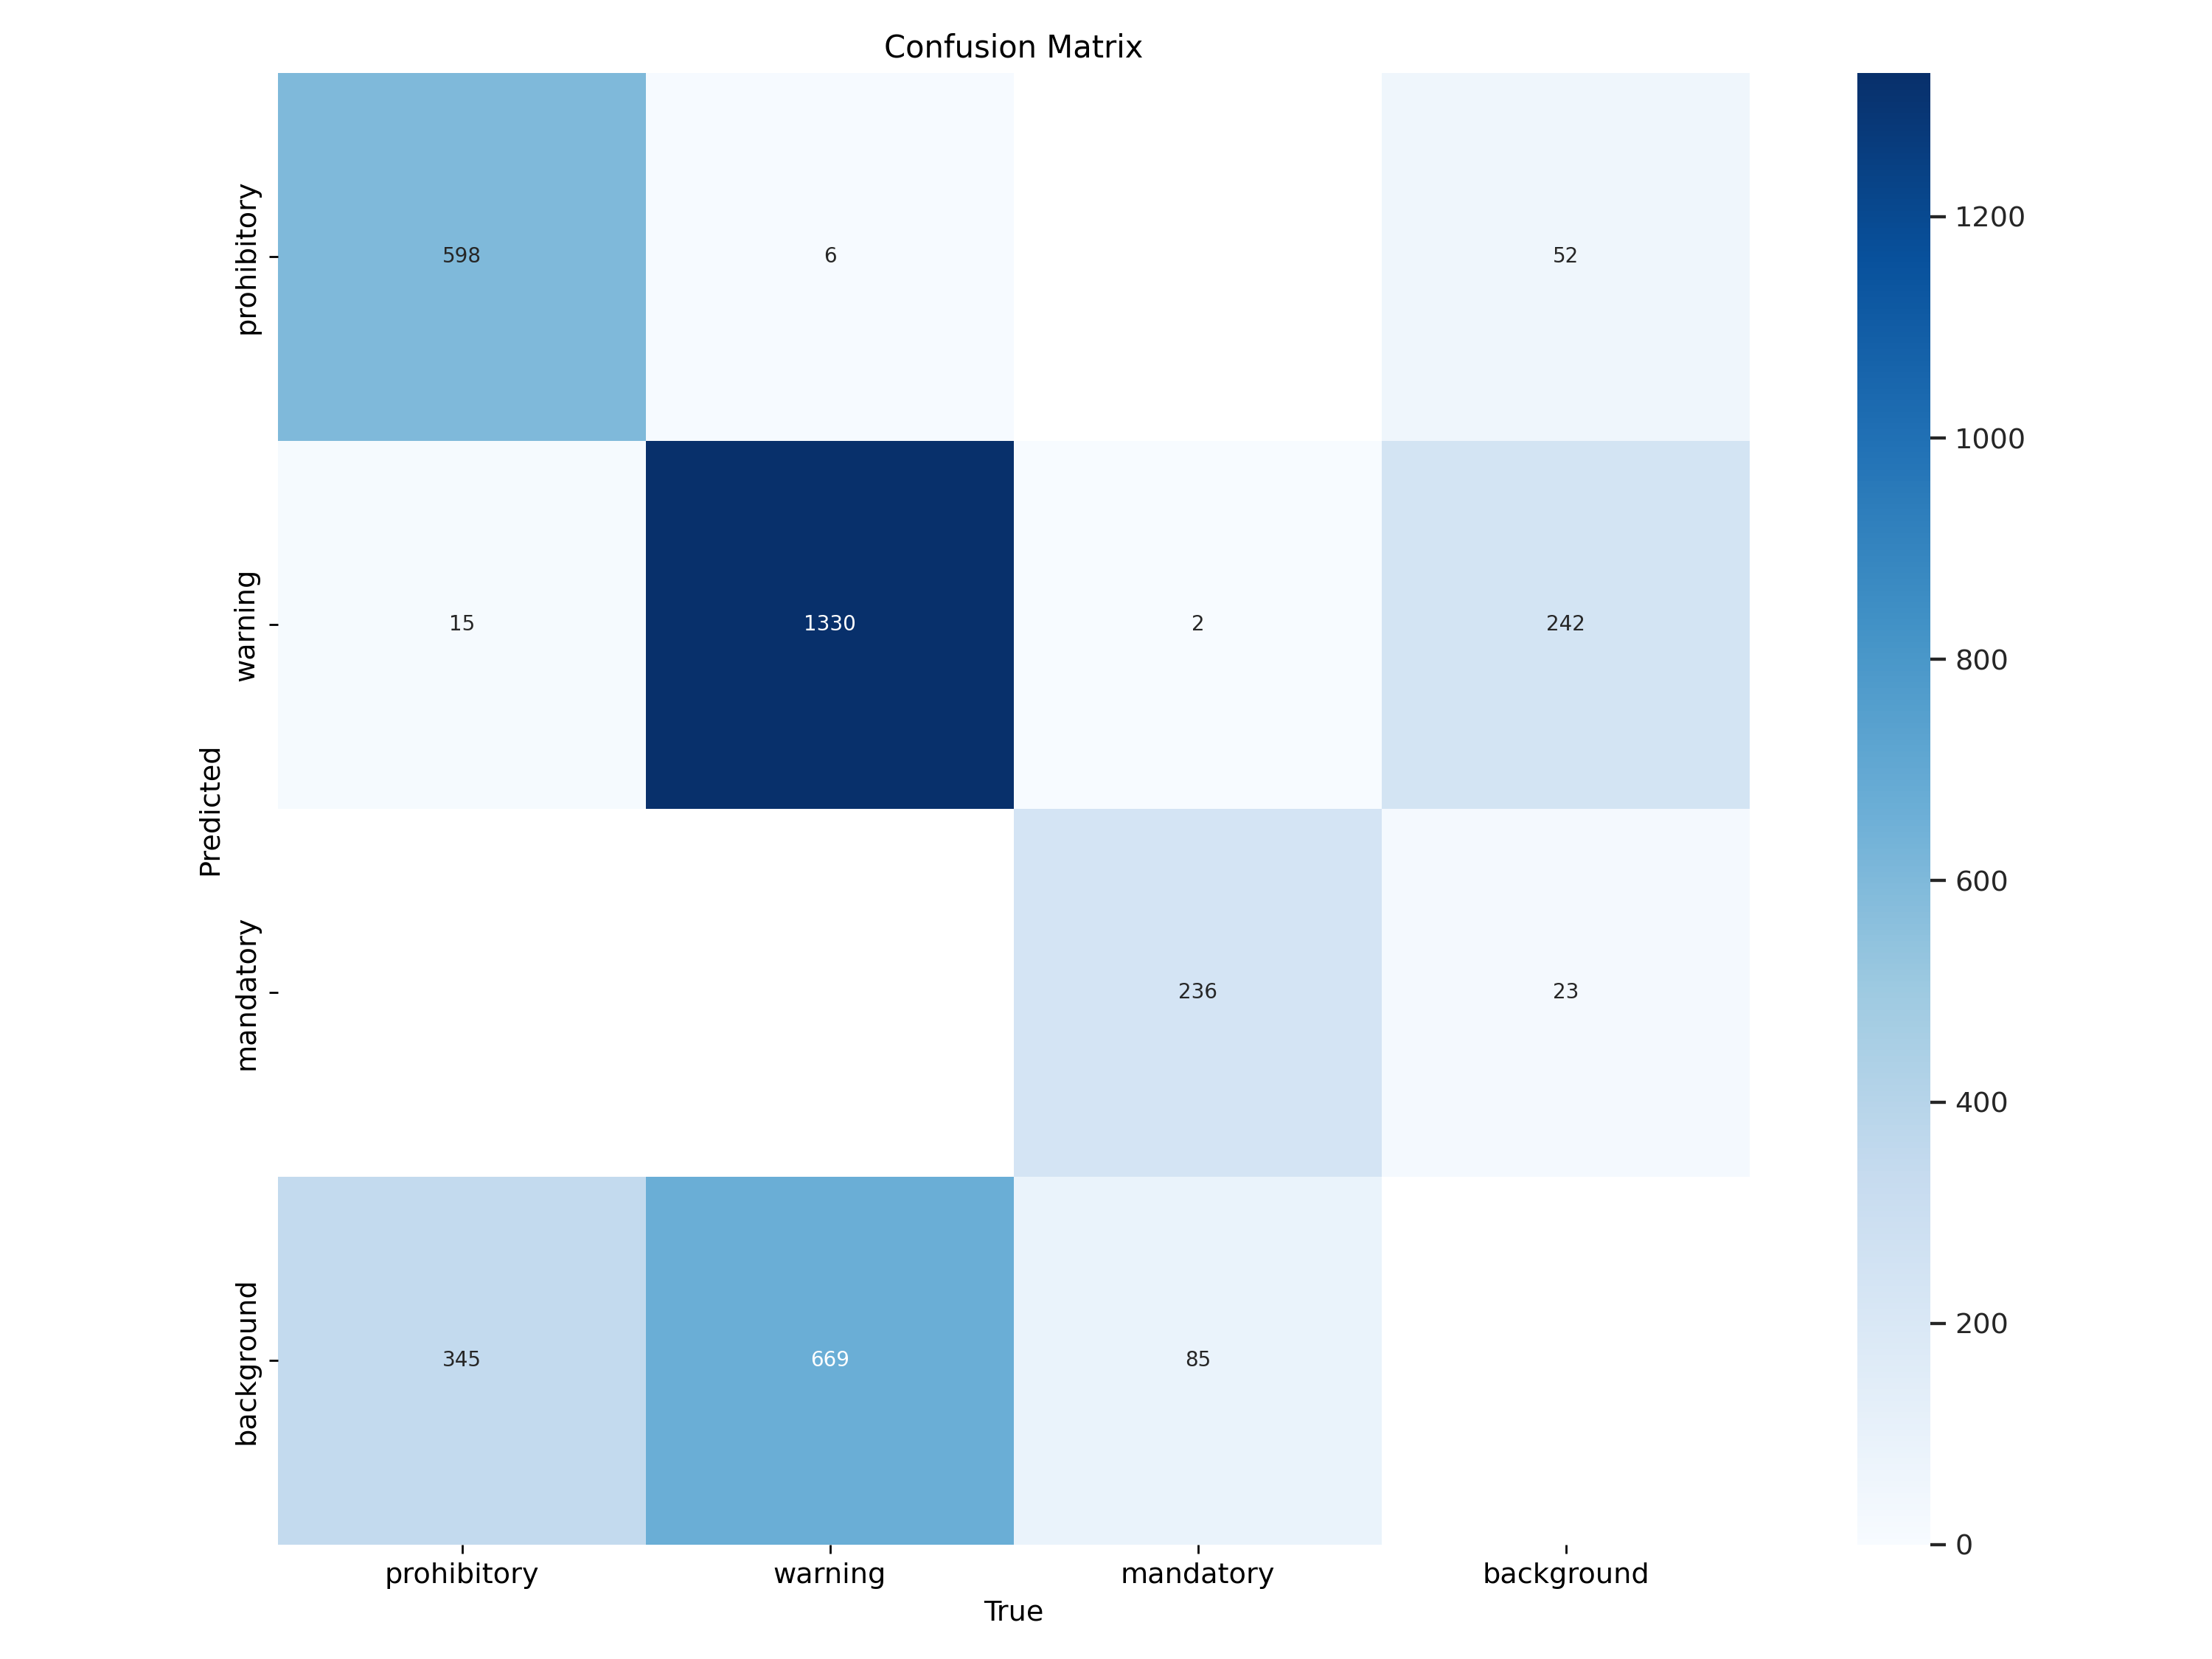 Confusion Matrix
prohibitory
598
6
52
warning
15
1330
2
242
Predicted
mandatory
236
23
background
345
669
85
prohibitory
warning
mandatory
background
True
1200
1000
800
600
400
200
0